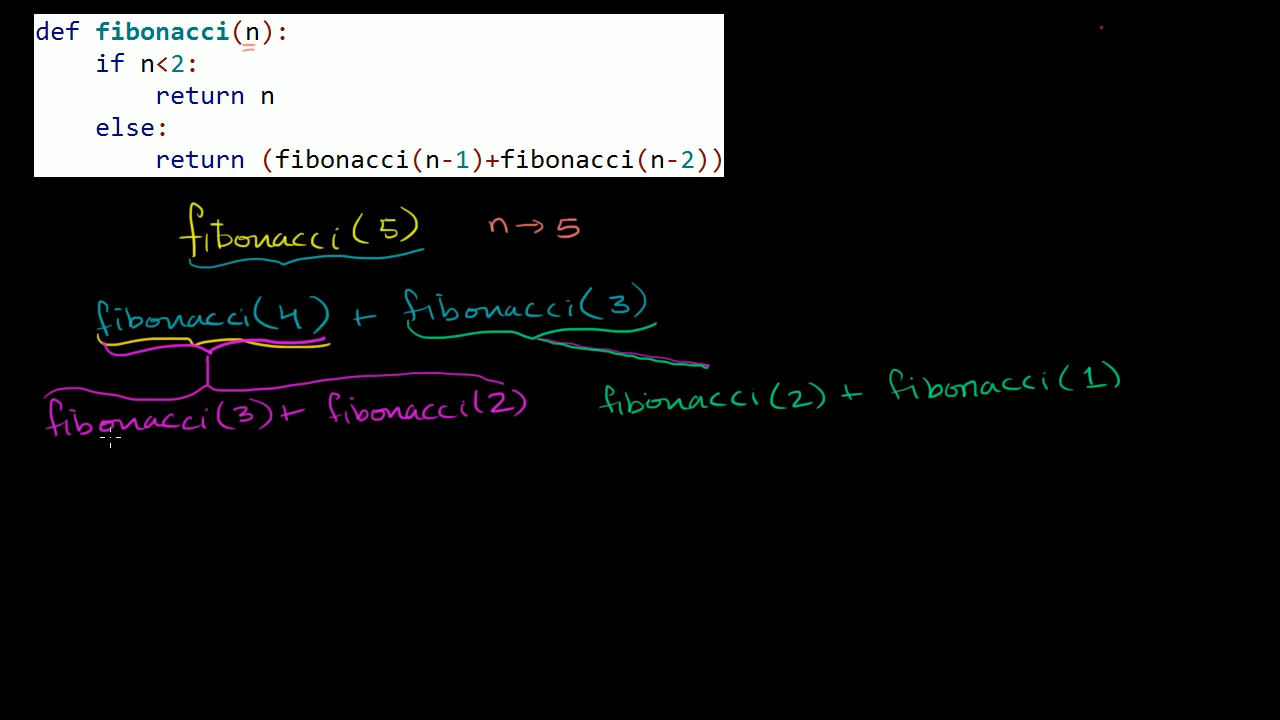 def fibonacci(n):
    if n<2:
        return n
    else:
        return (fibonacci(n-1)+fibonacci(n-2))
fibonacci(5) n→5
fibonacci(4) + fibonacci(3)
fibonacci(3)+ fibonacci(2) fibonacci(2) + fibonacci(1)